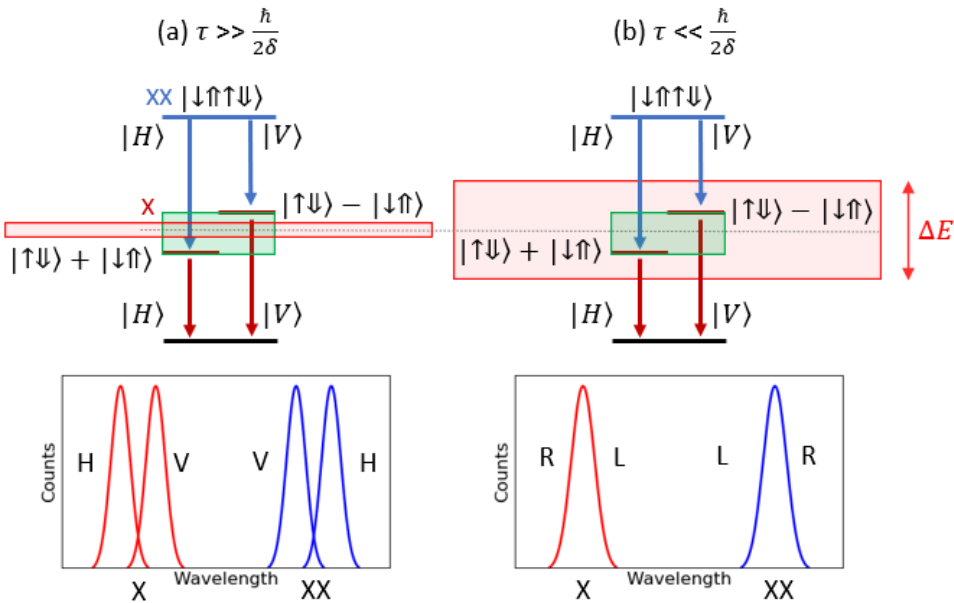 (a) τ >> ħ/2δ
(b) τ << ħ/2δ
XX |↓⇑↑⇓⟩
|↓⇑↑⇓⟩
|H⟩ |V⟩
|H⟩ |V⟩
X
|↑⇓⟩ − |↓⇑⟩
|↑⇓⟩ − |↓⇑⟩
ΔE
|↑⇓⟩ + |↓⇑⟩
|↑⇓⟩ + |↓⇑⟩
|H⟩ |V⟩
|H⟩ |V⟩
Counts
H V V H
Wavelength
X XX
Counts
R L L R
Wavelength
X XX